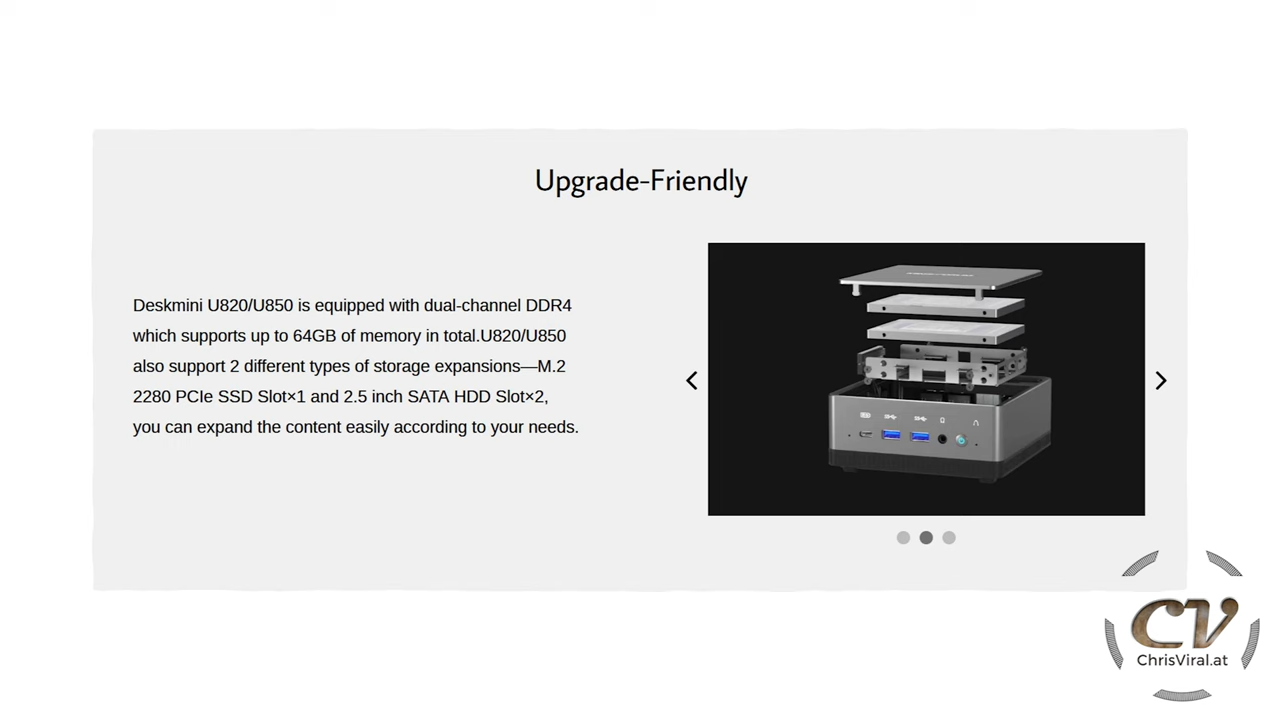 Upgrade-Friendly
Deskmini U820/U850 is equipped with dual-channel DDR4
which supports up to 64GB of memory in total.U820/U850
also support 2 different types of storage expansions—M.2
2280 PCIe SSD Slot×1 and 2.5 inch SATA HDD Slot×2,
you can expand the content easily according to your needs.
CV
ChrisViral.at